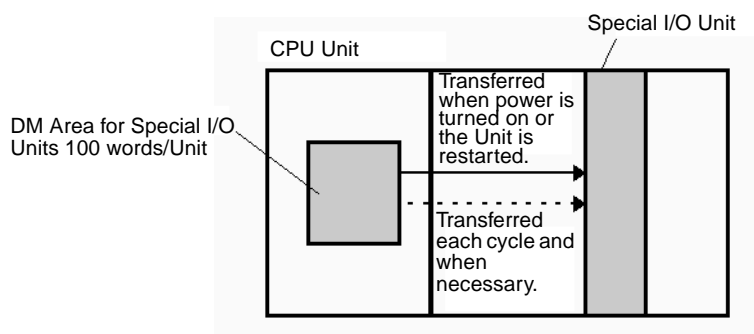 Special I/O Unit
CPU Unit
Transferred
when power is
turned on or
the Unit is
restarted.
DM Area for Special I/O
Units 100 words/Unit
Transferred
each cycle and
when
necessary.